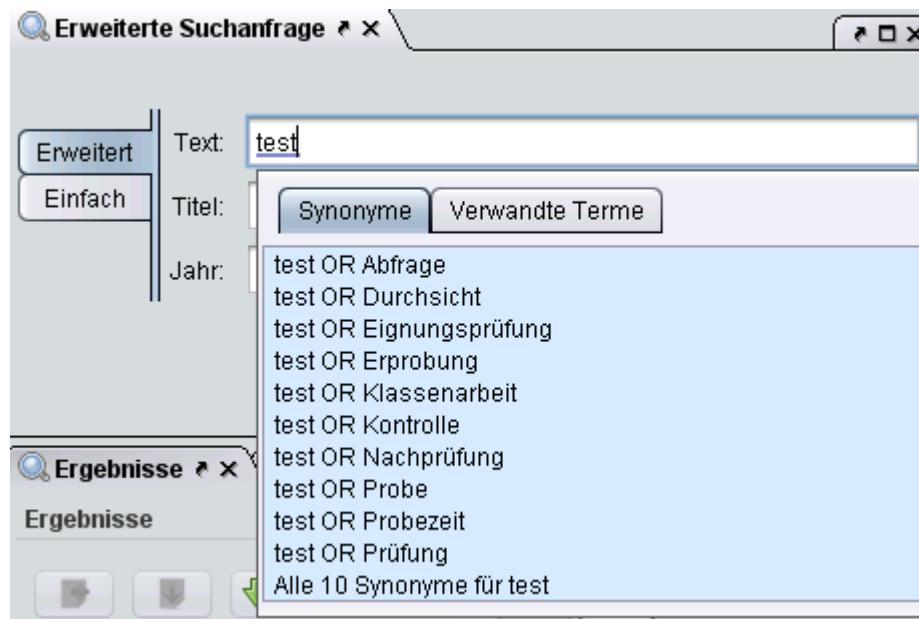 Erweiterte Suchanfrage
Erweitert
Einfach
Text: test
Titel:
Jahr:
Synonyme Verwandte Terme
test OR Abfrage
test OR Durchsicht
test OR Eignungsprüfung
test OR Erprobung
test OR Klassenarbeit
test OR Kontrolle
test OR Nachprüfung
test OR Probe
test OR Probezeit
test OR Prüfung
Alle 10 Synonyme für test
Ergebnisse
Ergebnisse